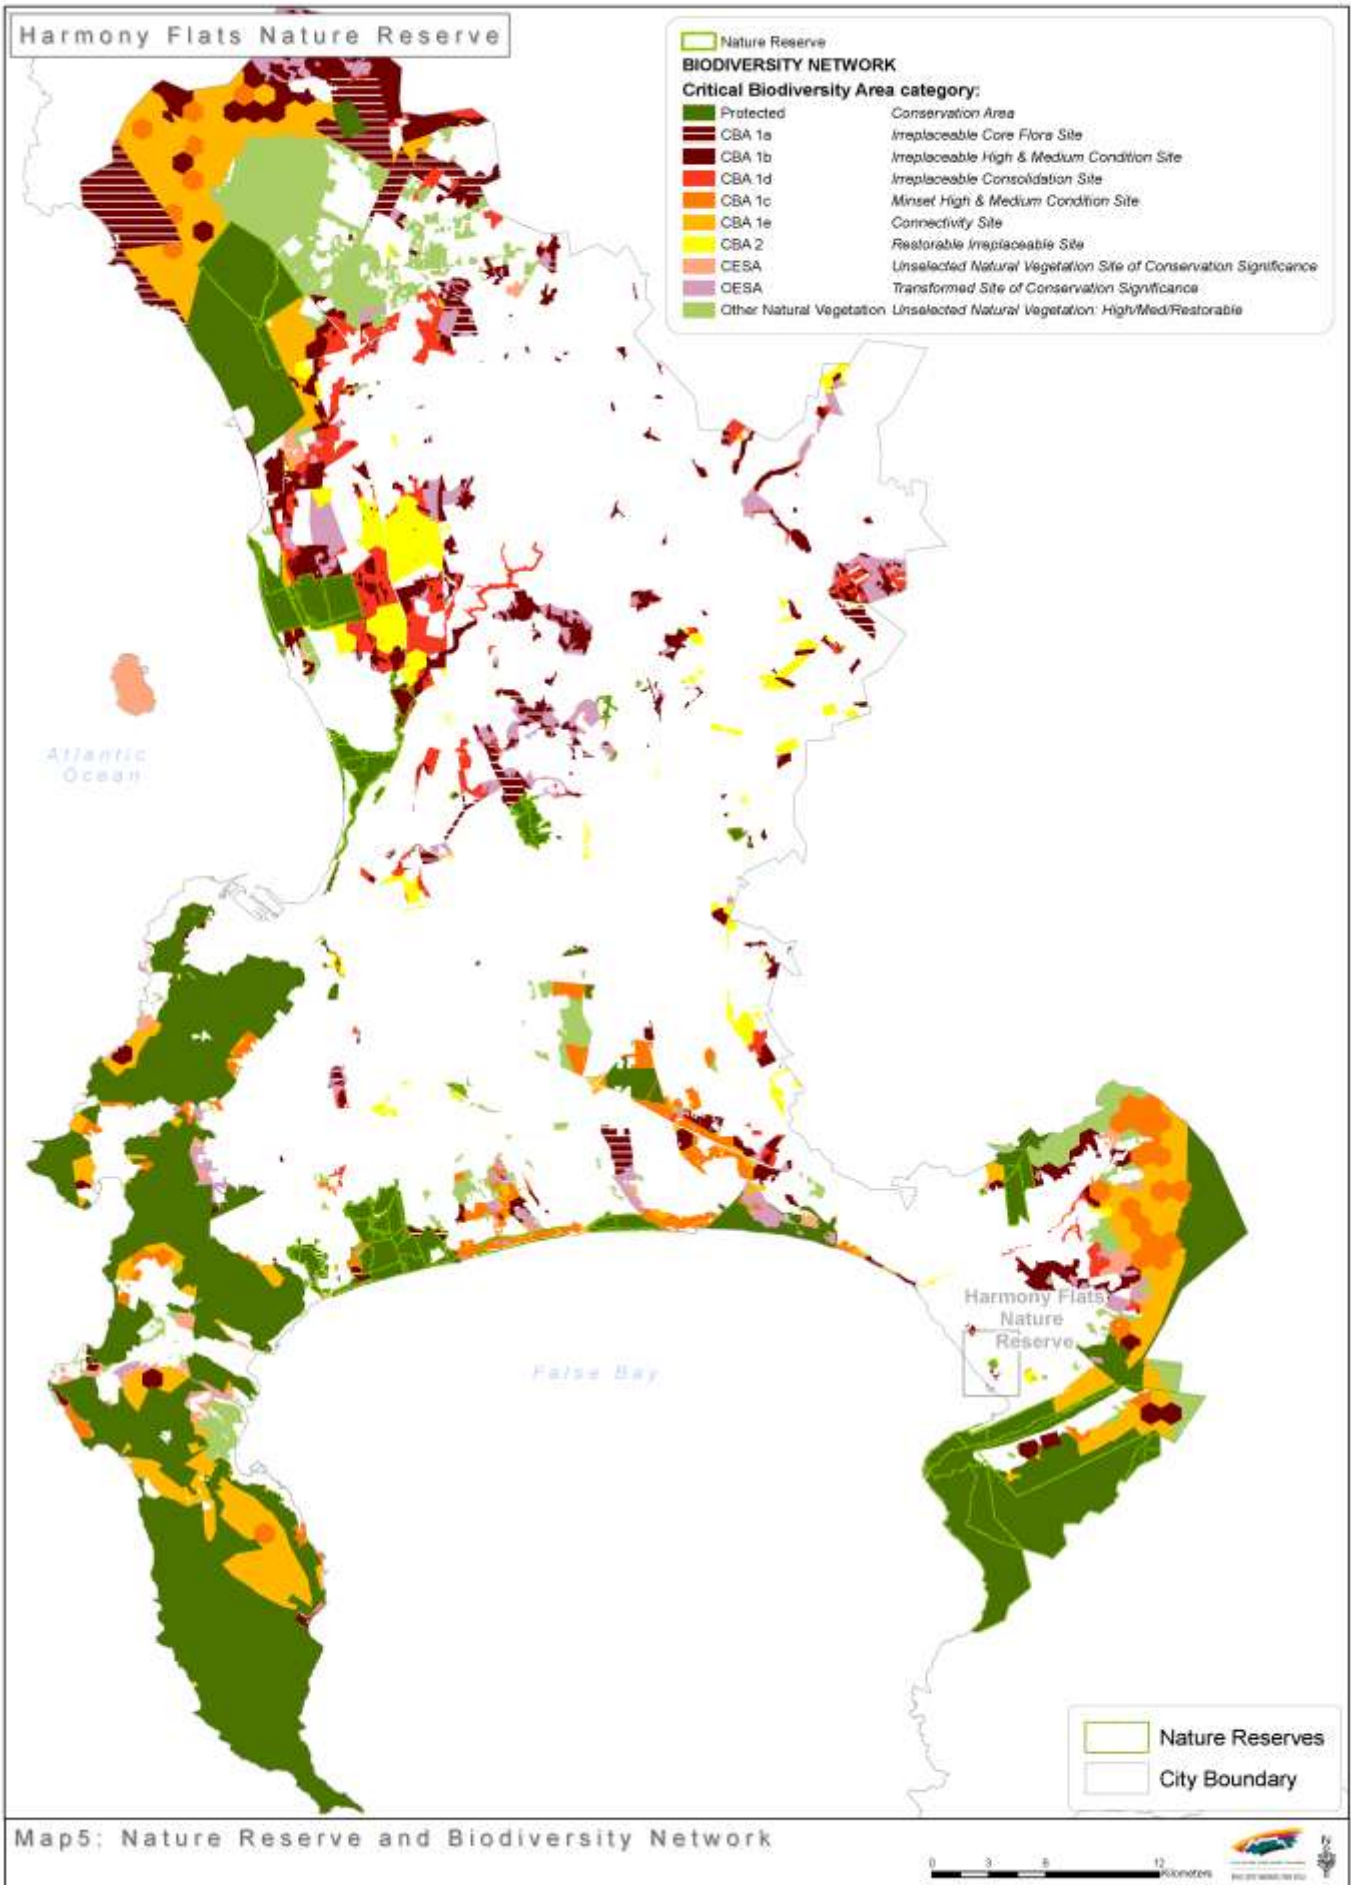 Harmony Flats Nature Reserve
Nature Reserve
BIODIVERSITY NETWORK
Critical Biodiversity Area category:
Protected Conservation Area
CBA 1a Irreplaceable Core Flora Site
CBA 1b Irreplaceable High & Medium Condition Site
CBA 1d Irreplaceable Consolidation Site
CBA 1c Minset High & Medium Condition Site
CBA 1e Connectivity Site
CBA 2 Restorable Irreplaceable Site
CESA Unselected Natural Vegetation Site of Conservation Significance
OESA Transformed Site of Conservation Significance
Other Natural Vegetation Unselected Natural Vegetation: High/Med/Restorable
Atlantic
Ocean
Harmony Flats
Nature
Reserve
False Bay
Nature Reserves
City Boundary
Map5: Nature Reserve and Biodiversity Network
0 3 6 12
Kilometers
N